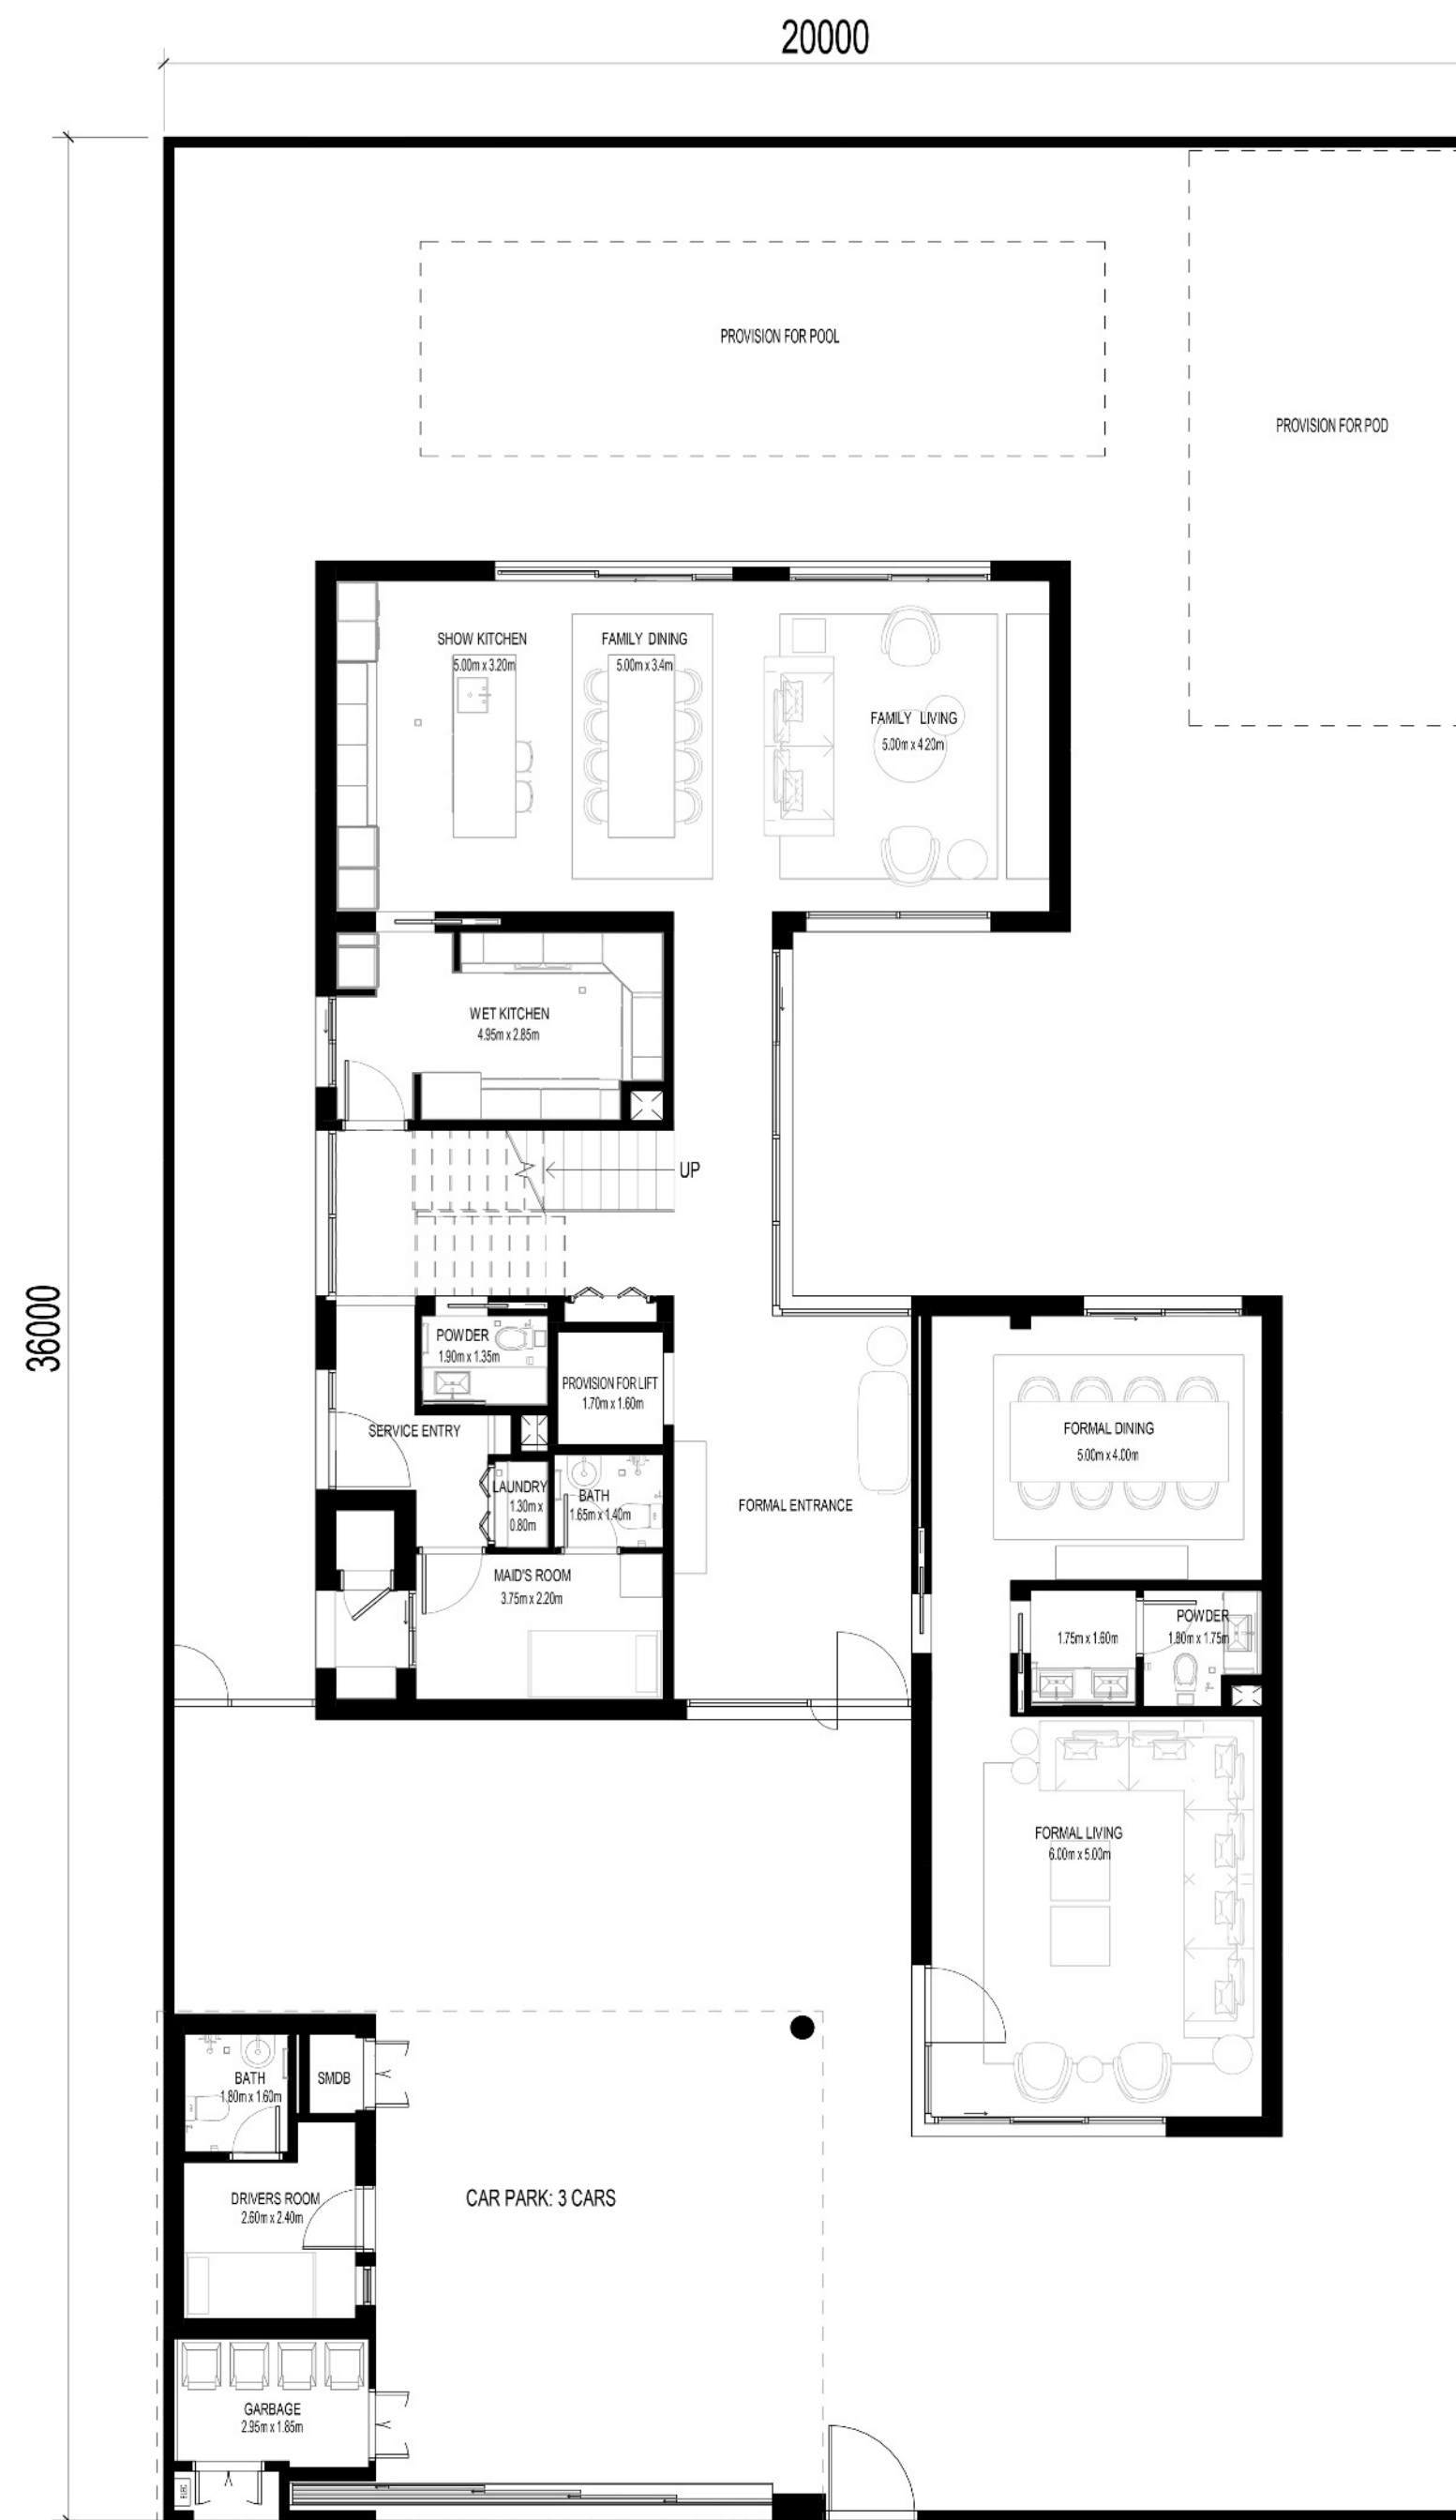 20000
36000
PROVISION FOR POOL
PROVISION FOR POD
SHOW KITCHEN
5.00m x 3.20m
FAMILY DINING
5.00m x 3.4m
FAMILY LIVING
5.00m x 4.20m
WET KITCHEN
4.95m x 2.85m
UP
POWDER
1.90m x 1.35m
PROVISION FOR LIFT
1.70m x 1.60m
SERVICE ENTRY
LAUNDRY
1.30m x
0.80m
BATH
1.65m x 1.40m
FORMAL ENTRANCE
FORMAL DINING
5.00m x 4.00m
MAID'S ROOM
3.75m x 2.20m
1.75m x 1.60m
POWDER
1.80m x 1.75m
FORMAL LIVING
6.00m x 5.00m
BATH
1.80m x 1.60m
SMDB
DRIVERS ROOM
2.60m x 2.40m
CAR PARK: 3 CARS
GARBAGE
2.95m x 1.85m